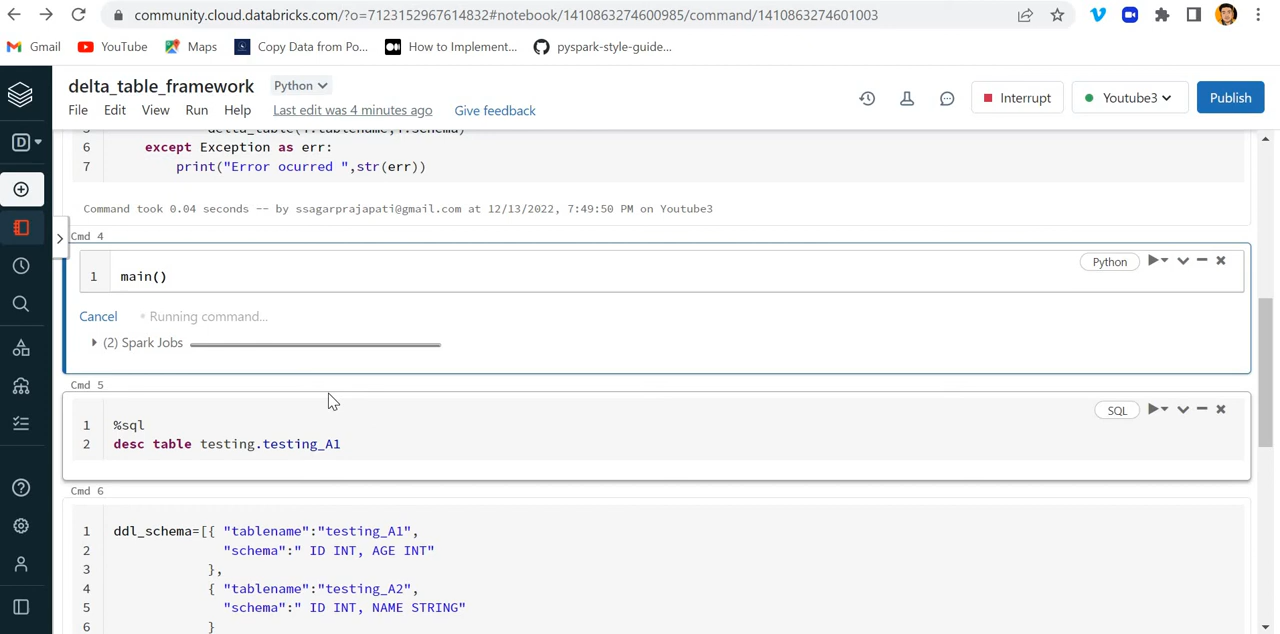 community.cloud.databricks.com/?o=7123152967614832#notebook/1410863274600985/command/1410863274601003
Gmail YouTube Maps Copy Data from Po... How to Implement... pyspark-style-guide...
delta_table_framework Python
File Edit View Run Help Last edit was 4 minutes ago Give feedback
Interrupt Youtube3 Publish
D
6 except Exception as err:
7 print("Error ocurred ",str(err))
Command took 0.04 seconds -- by ssagarprajapati@gmail.com at 12/13/2022, 7:49:50 PM on Youtube3
Cmd 4
Python
1 main()
Cancel Running command...
(2) Spark Jobs
Cmd 5
SQL
1 %sql
2 desc table testing.testing_A1
Cmd 6
1 ddl_schema=[{ "tablename":"testing_A1",
2 "schema":" ID INT, AGE INT"
3 },
4 { "tablename":"testing_A2",
5 "schema":" ID INT, NAME STRING"
6 }